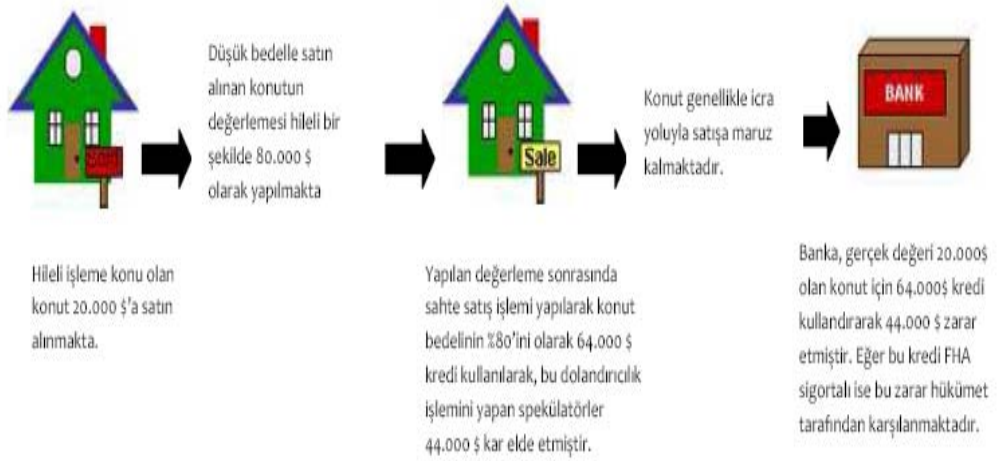 Düşük bedelle satın
alınan konutun
değerlemesi hileli bir
şekilde 80.000 $
olarak yapılmakta
Sale
Konut genellikle icra
yoluyla satışa maruz
kalmaktadır.
BANK
Hileli işleme konu olan
konut 20.000 $'a satın
alınmakta.
Yapılan değerleme sonrasında
sahte satış işlemi yapılarak konut
bedelinin %80'ini olarak 64.000 $
kredi kullanılarak, bu dolandırıcılık
işlemini yapan spekülatörler
44.000 $ kar elde etmiştir.
Banka, gerçek değeri 20.000$
olan konut için 64.000$ kredi
kullandırarak 44.000 $ zarar
etmiştir. Eğer bu kredi FHA
sigortalı ise bu zarar hükümet
tarafından karşılanmaktadır.